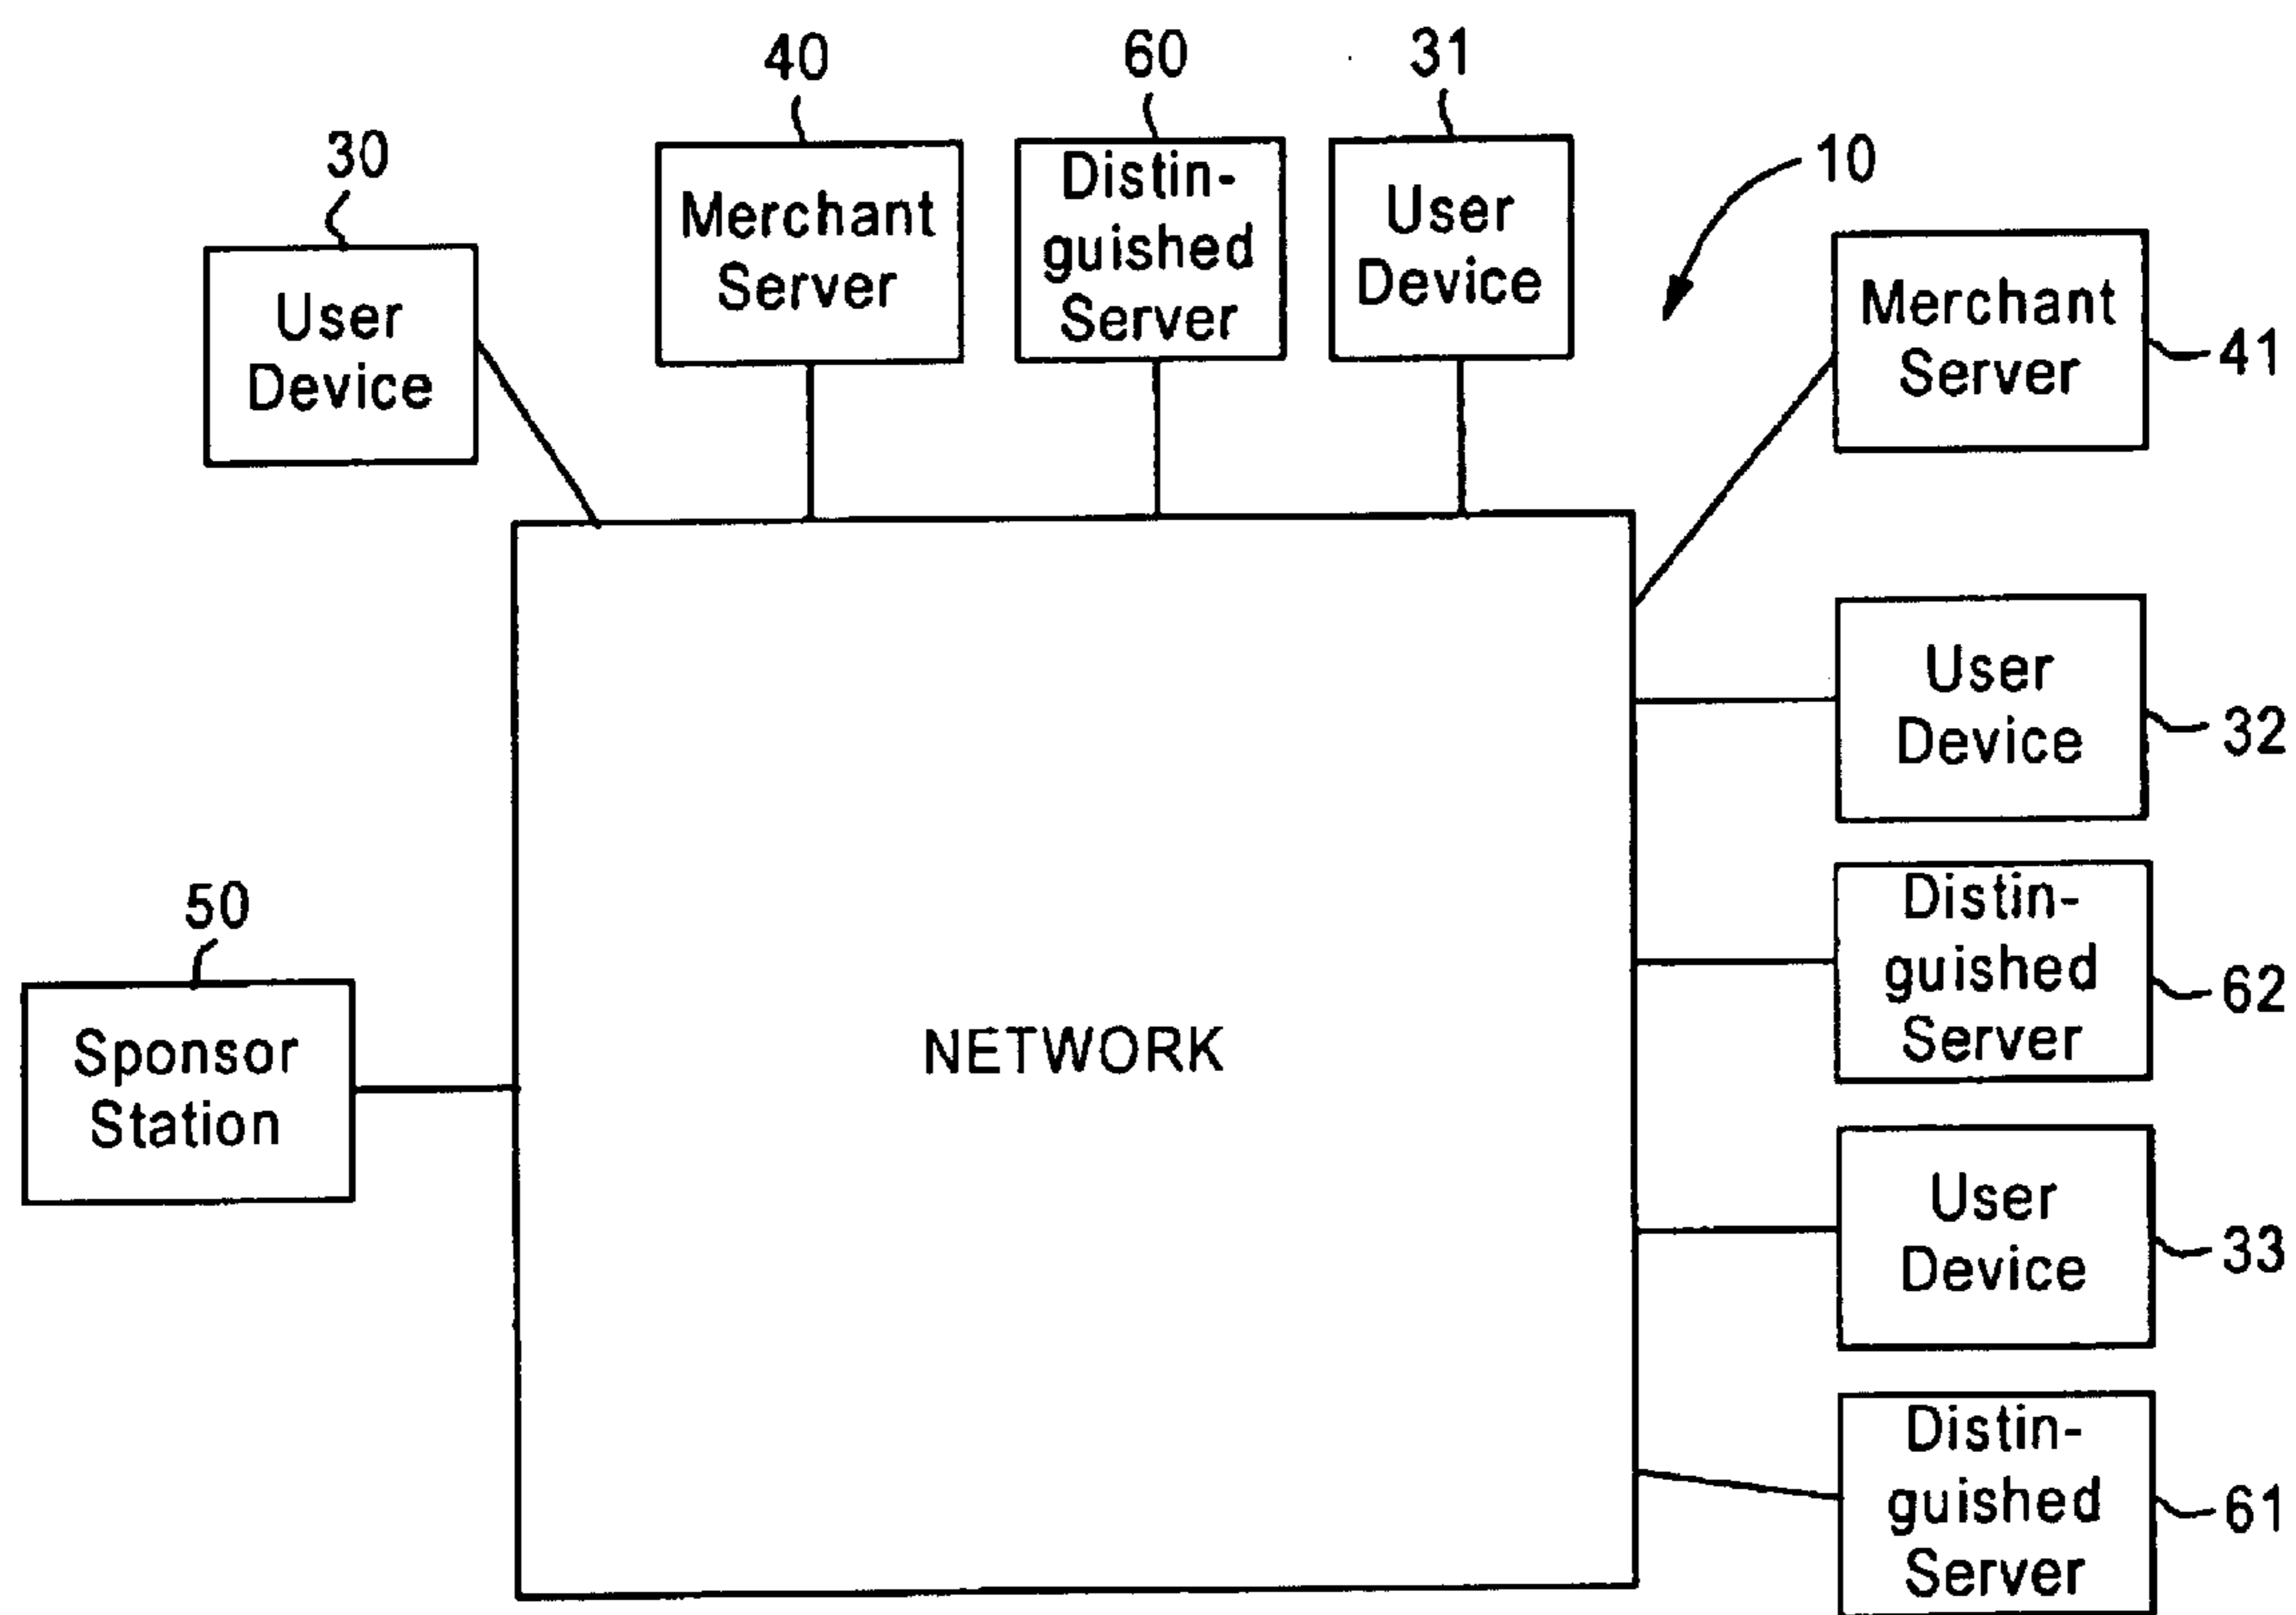 40
60
31
30
10
Merchant
Server
Distin-
guished
Server
User
Device
User
Device
Merchant
Server
41
User
Device
32
50
Distin-
guished
Server
62
Sponsor
Station
NETWORK
User
Device
33
Distin-
guished
Server
61